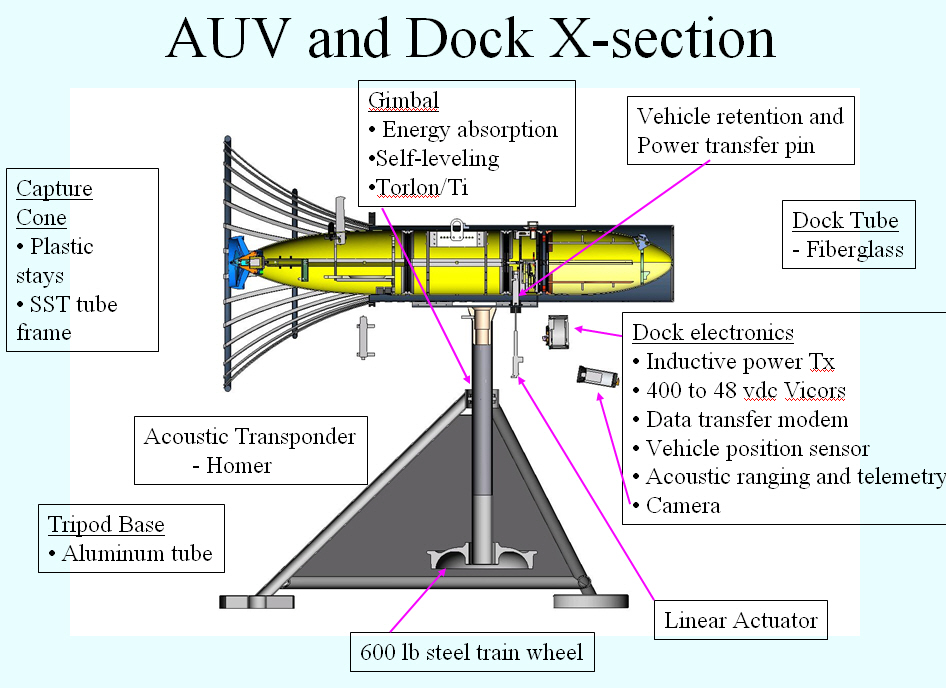 AUV and Dock X-section
Gimbal
• Energy absorption
•Self-leveling
•Torlon/Ti
Vehicle retention and
Power transfer pin
Capture
Cone
• Plastic
stays
• SST tube
frame
Dock Tube
- Fiberglass
Dock electronics
• Inductive power Tx
• 400 to 48 vdc Vicors
• Data transfer modem
• Vehicle position sensor
• Acoustic ranging and telemetry
• Camera
Acoustic Transponder
- Homer
Tripod Base
• Aluminum tube
Linear Actuator
600 lb steel train wheel